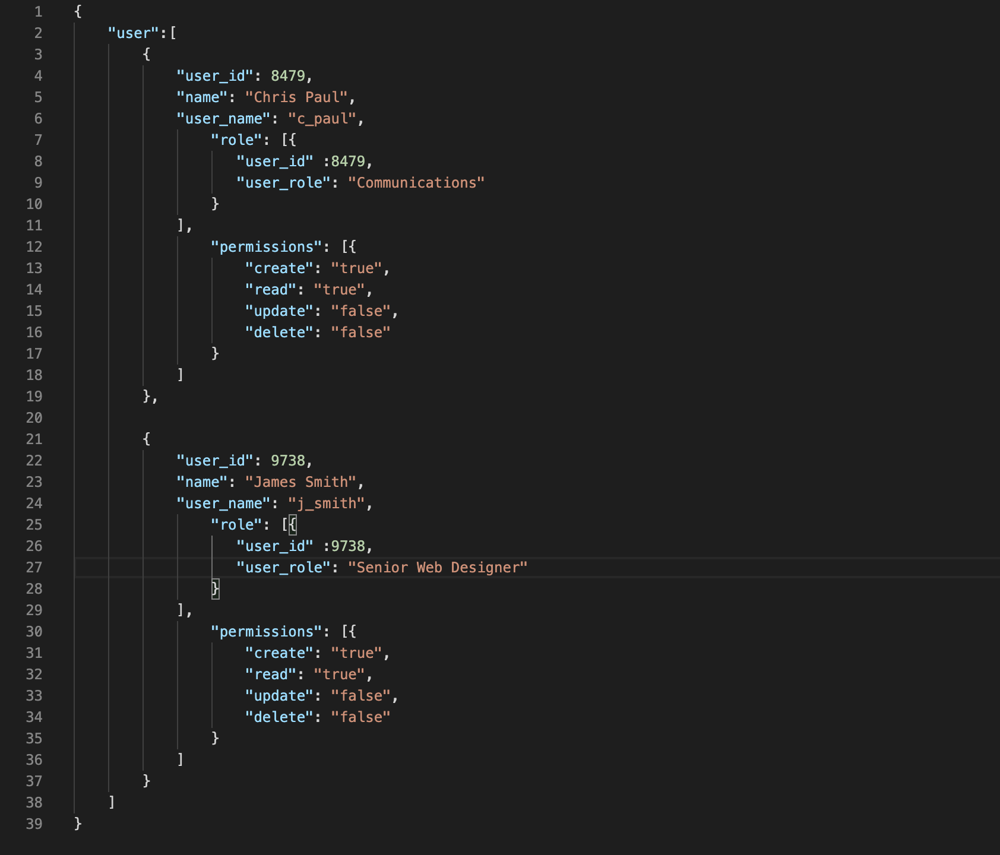 1 {
2 "user":[
3 {
4 "user_id": 8479,
5 "name": "Chris Paul",
6 "user_name": "c_paul",
7 "role": [{
8 "user_id" :8479,
9 "user_role": "Communications"
10 }
11 ],
12 "permissions": [{
13 "create": "true",
14 "read": "true",
15 "update": "false",
16 "delete": "false"
17 }
18 ]
19 },
20
21 {
22 "user_id": 9738,
23 "name": "James Smith",
24 "user_name": "j_smith",
25 "role": [{
26 "user_id" :9738,
27 "user_role": "Senior Web Designer"
28 }
29 ],
30 "permissions": [{
31 "create": "true",
32 "read": "true",
33 "update": "false",
34 "delete": "false"
35 }
36 ]
37 }
38 ]
39 }